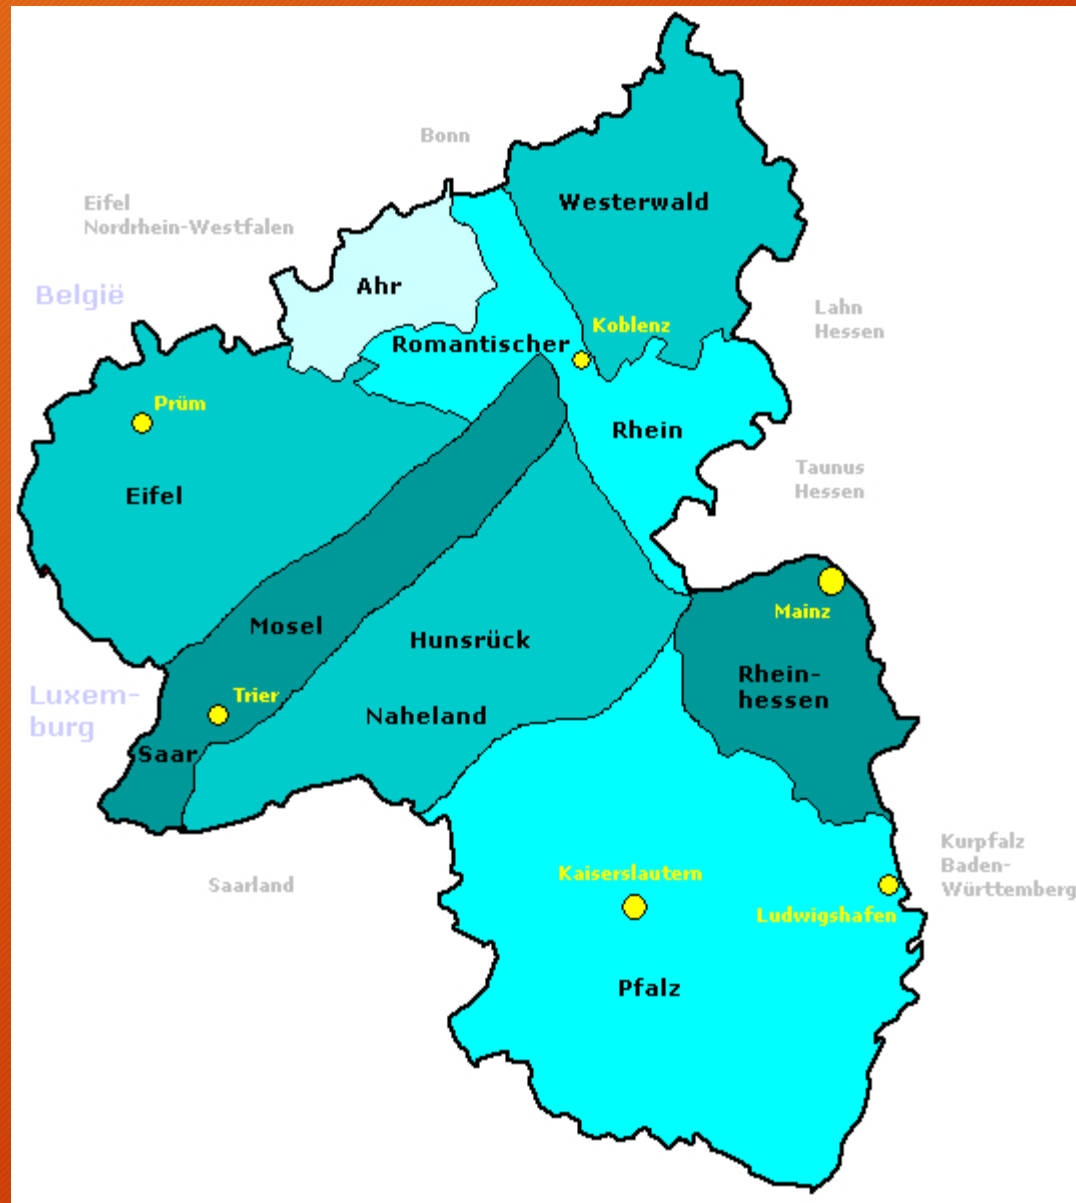 Bonn
Westerwald
Eifel
Nordrhein-Westfalen
België
Ahr
Lahn
Hessen
Koblenz
Romantischer
Prüm
Rhein
Taunus
Hessen
Eifel
Mainz
Mosel
Hunsrück
Rhein-
hessen
Luxem-
burg
Trier
Naheland
Saar
Kurpfalz
Baden-
Württemberg
Saarland
Kaiserslautern
Ludwigshafen
Pfalz